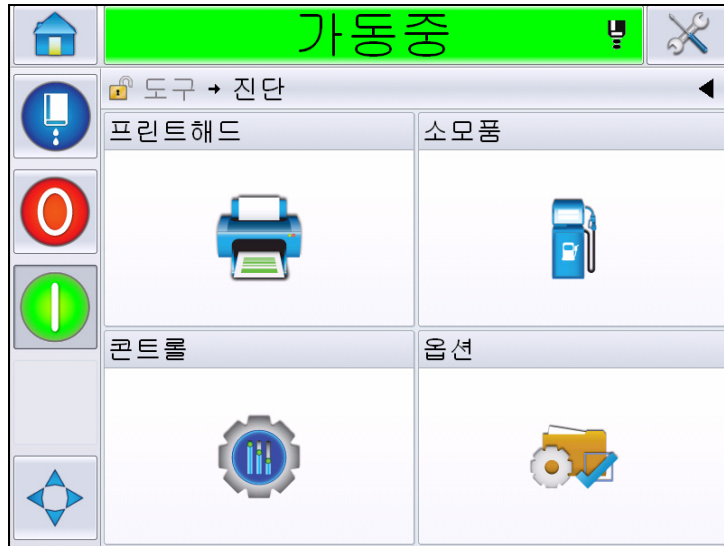 가동중
도구 → 진단
프린트해드
소모품
콘트롤
옵션